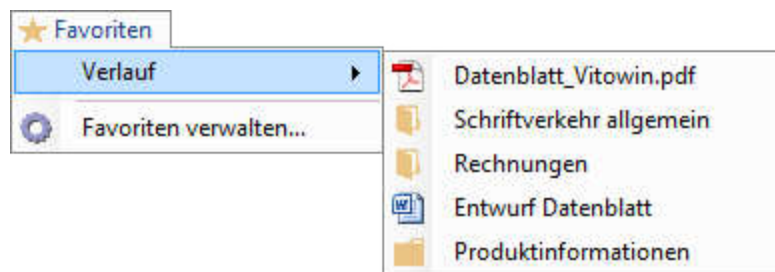 Favoriten
Verlauf
Favoriten verwalten...
Datenblatt_Vitowin.pdf
Schriftverkehr allgemein
Rechnungen
Entwurf Datenblatt
Produktinformationen